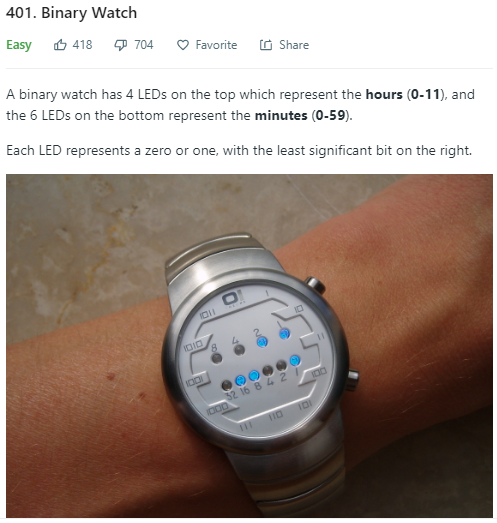 401. Binary Watch
Easy 418 704 Favorite Share
A binary watch has 4 LEDs on the top which represent the hours (0-11), and
the 6 LEDs on the bottom represent the minutes (0-59).
Each LED represents a zero or one, with the least significant bit on the right.
1011 1
1010 10
8 4 2 1
11
1001 32 16 8 4 2 1 100
1000 101
111 110